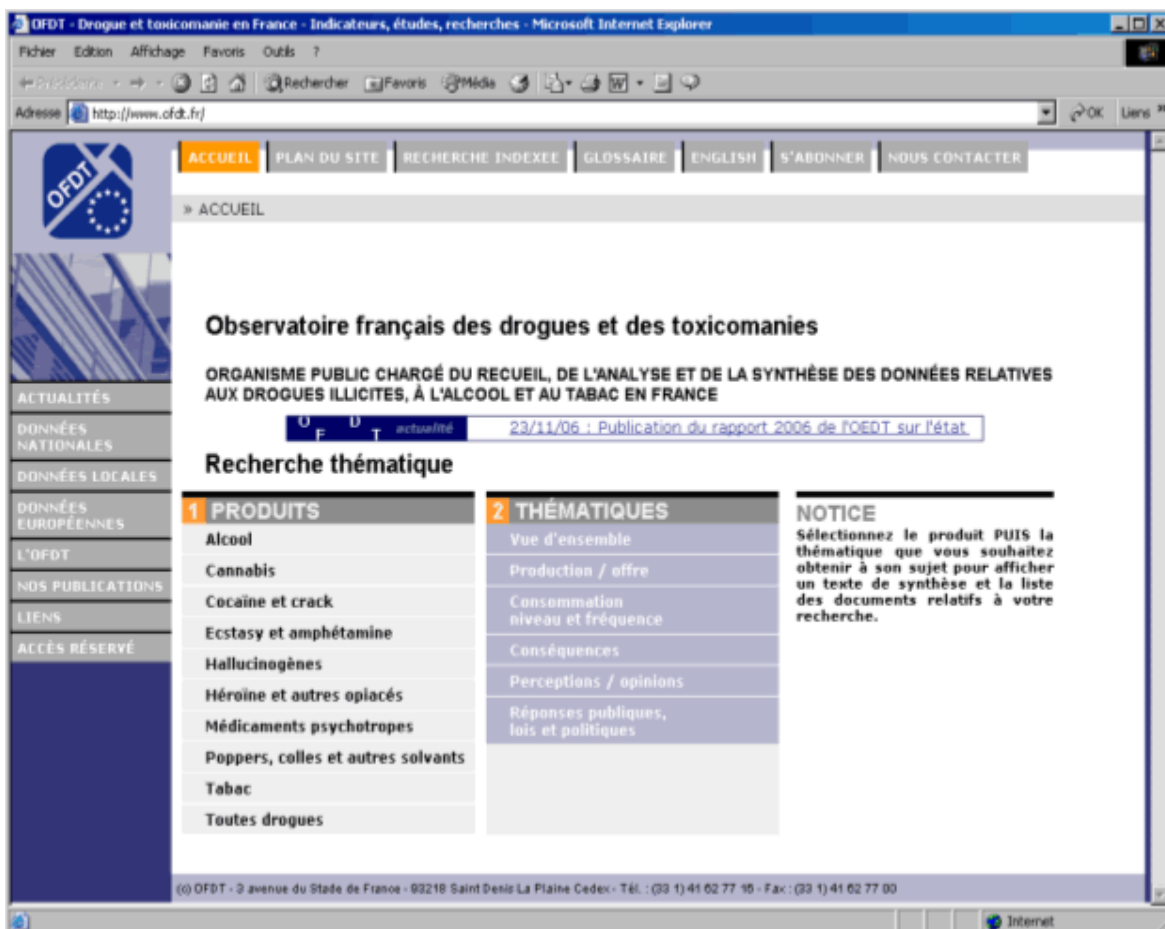 OFDT - Drogue et toxicomanie en France - Indicateurs, études, recherches - Microsoft Internet Explorer
Fichier Edition Affichage Favoris Outils ?
Précédente Rechercher Favoris Média
Adresse http://www.ofdt.fr/ OK Liens »
OFDT
ACCUEIL PLAN DU SITE RECHERCHE INDEXEE GLOSSAIRE ENGLISH S'ABONNER NOUS CONTACTER
» ACCUEIL
ACTUALITÉS
DONNÉES
NATIONALES
DONNÉES LOCALES
DONNÉES
EUROPÉENNES
L'OFDT
NOS PUBLICATIONS
LIENS
ACCÈS RÉSERVÉ
Observatoire français des drogues et des toxicomanies
ORGANISME PUBLIC CHARGÉ DU RECUEIL, DE L'ANALYSE ET DE LA SYNTHÈSE DES DONNÉES RELATIVES
AUX DROGUES ILLICITES, À L'ALCOOL ET AU TABAC EN FRANCE
OFDT actualité 23/11/06 : Publication du rapport 2006 de l'OEDT sur l'état
Recherche thématique
1 PRODUITS
Alcool
Cannabis
Cocaïne et crack
Ecstasy et amphétamine
Hallucinogènes
Héroïne et autres opiacés
Médicaments psychotropes
Poppers, colles et autres solvants
Tabac
Toutes drogues
2 THÉMATIQUES
Vue d'ensemble
Production / offre
Consommation
niveau et fréquence
Conséquences
Perceptions / opinions
Réponses publiques,
lois et politiques
NOTICE
Sélectionnez le produit PUIS la
thématique que vous souhaitez
obtenir à son sujet pour afficher
un texte de synthèse et la liste
des documents relatifs à votre
recherche.
(c) OFDT - 3 avenue du Stade de France - 93218 Saint Denis La Plaine Cedex - Tél. : (33 1) 41 62 77 16 - Fax : (33 1) 41 62 77 00
Internet